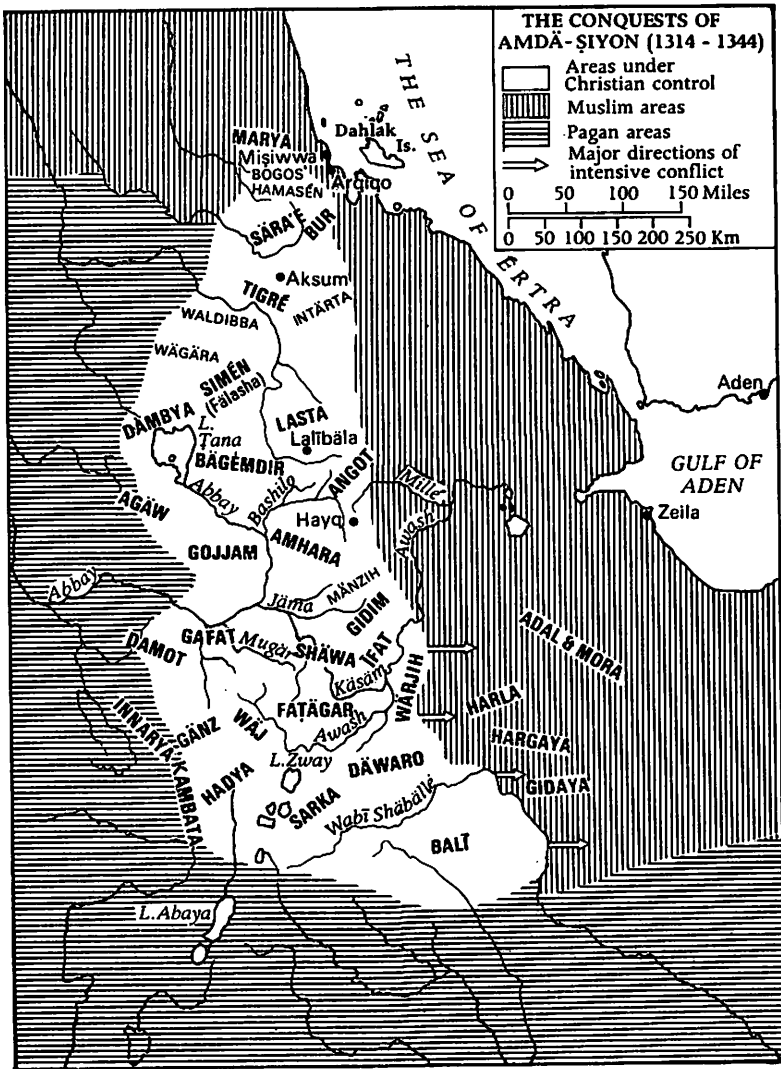 THE CONQUESTS OF
AMDÄ-ṢIYON (1314 - 1344)
Areas under
Christian control
Muslim areas
Pagan areas
Major directions of
intensive conflict
0 50 100 150 Miles
0 50 100 150 200 250 Km
THE SEA OF ERTRA
Dahlak
Is.
MARYA
Miṣiwwa
BOGOS
HAMASÉN
Arqiqo
SÄRA'É
BUR
Aksum
TIGRÉ
INTÄRTA
WALDIBBA
WÄGÄRA
SIMÉN
(Fälasha)
DÄMBYA
L.
Ṭana
LASTA
Lalībäla
BÄGÉMDIR
ANGOT
Abbay
Bashilo
Millé
Awash
Aden
GULF OF
ADEN
Zeila
AGÄW
Hayq
AMHARA
GOJJAM
MÄNZIH
Abbay
Jäma
GIDIM
ADAL & MORA
DAMOT
GAFAT
Mugär
SHÄWA
IFAT
Käsäm
WÄRJIH
HARLA
INNARYA
GÄNZ
WÄJ
FAṬÄGAR
Awash
HARGAYA
KAMBATA
HADYA
L.Zway
DÄWARO
GIDAYA
SARKA
Wabī Shäbällé
BALĪ
L.Abaya